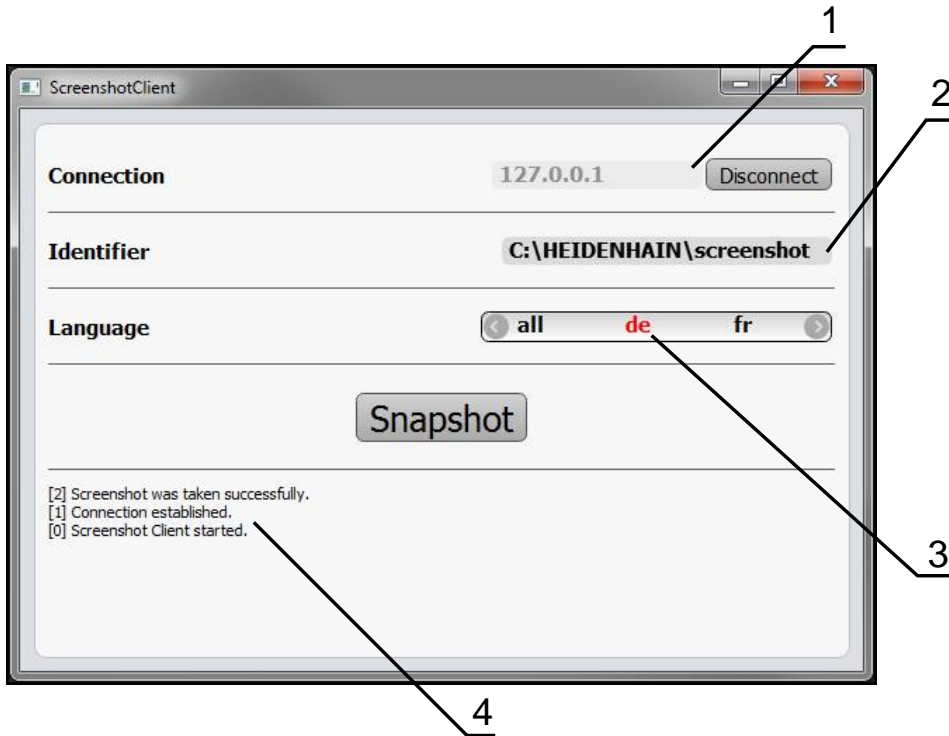 1
ScreenshotClient
2
Connection 127.0.0.1 Disconnect
Identifier C:\HEIDENHAIN\screenshot
Language all de fr
Snapshot
[2] Screenshot was taken successfully.
[1] Connection established.
[0] Screenshot Client started.
3
4